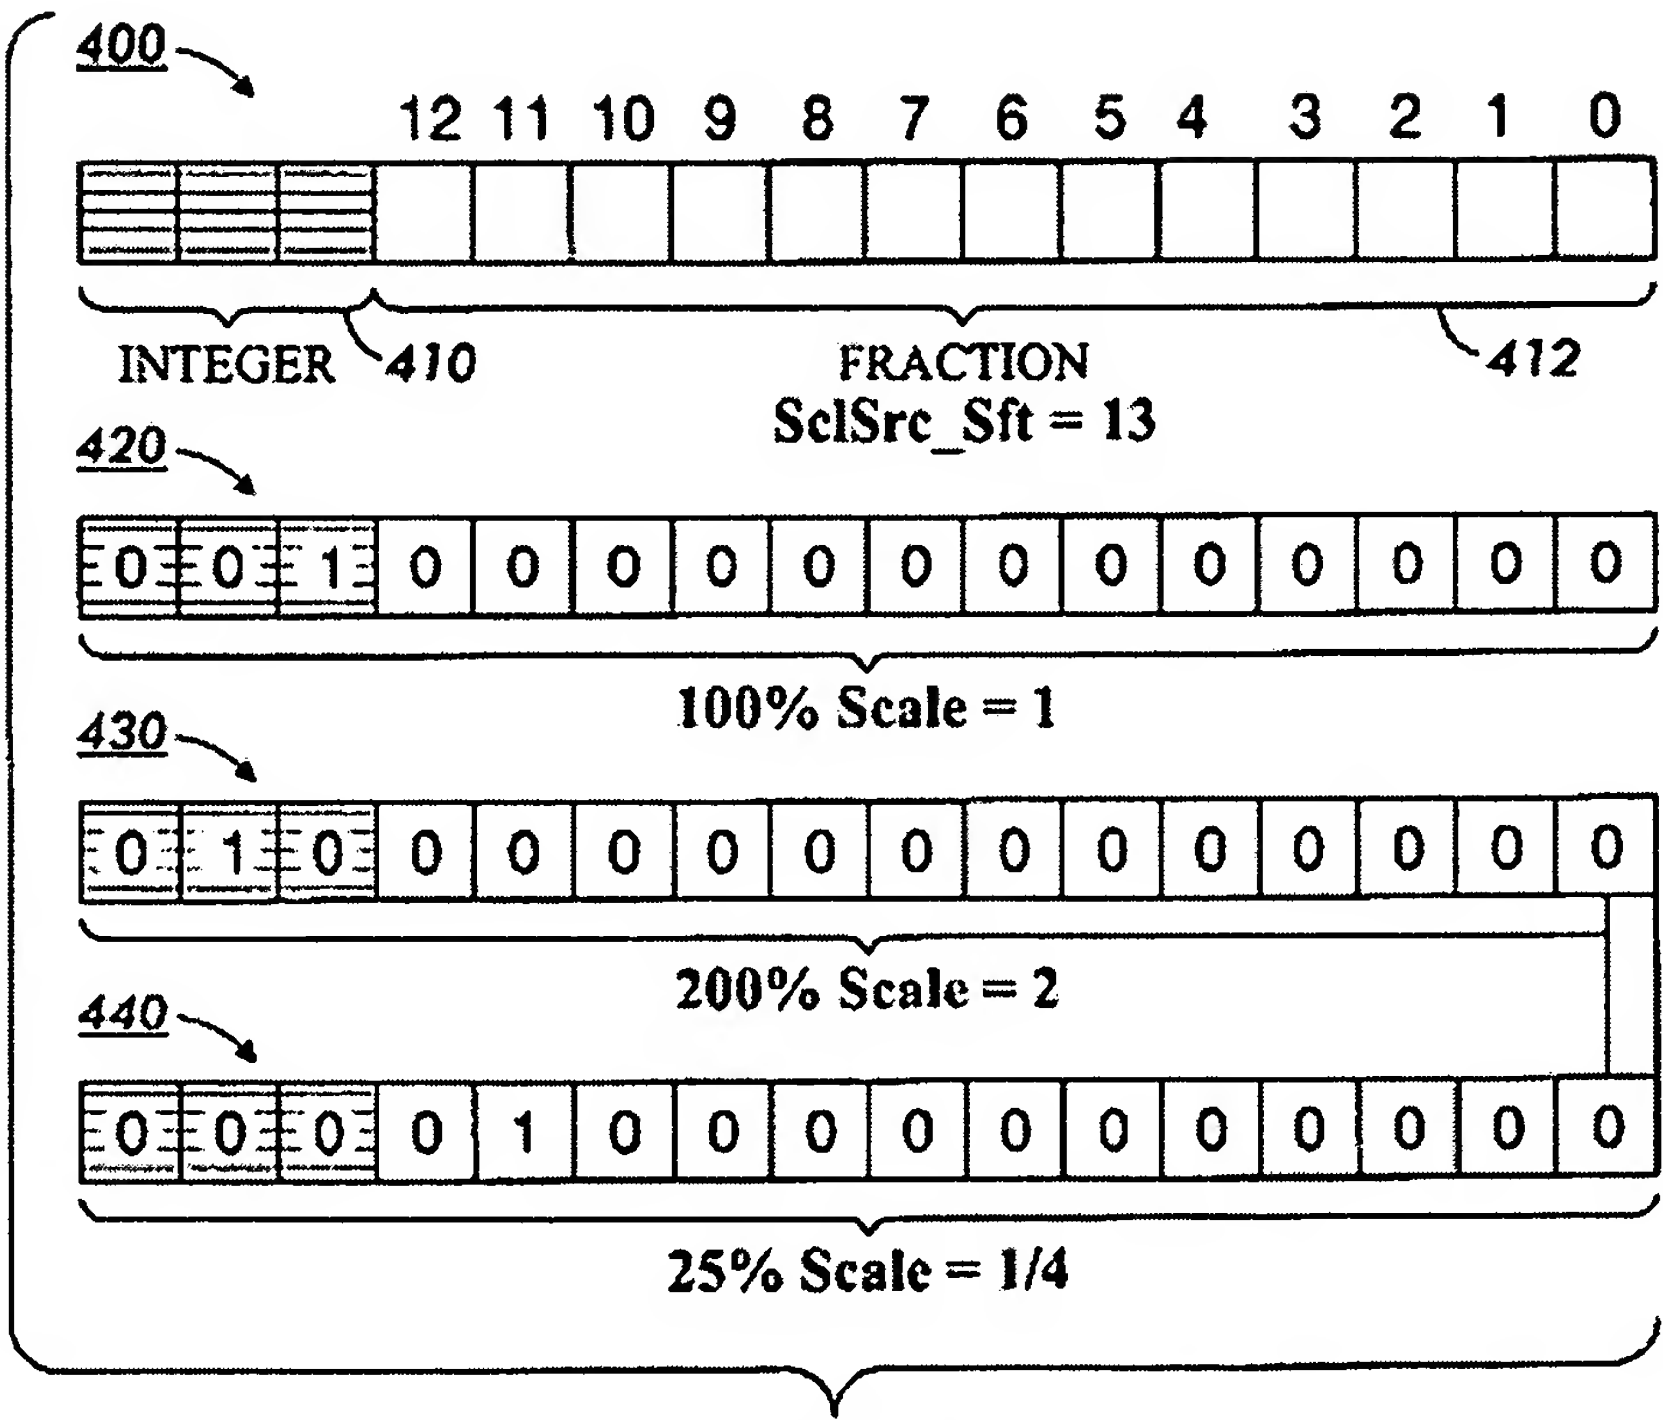 400
12 11 10 9 8 7 6 5 4 3 2 1 0
INTEGER 410 FRACTION 412
SclSrc_Sft = 13
420
0 0 1 0 0 0 0 0 0 0 0 0 0 0 0 0
100% Scale = 1
430
0 1 0 0 0 0 0 0 0 0 0 0 0 0 0 0
200% Scale = 2
440
0 0 0 0 1 0 0 0 0 0 0 0 0 0 0 0
25% Scale = 1/4